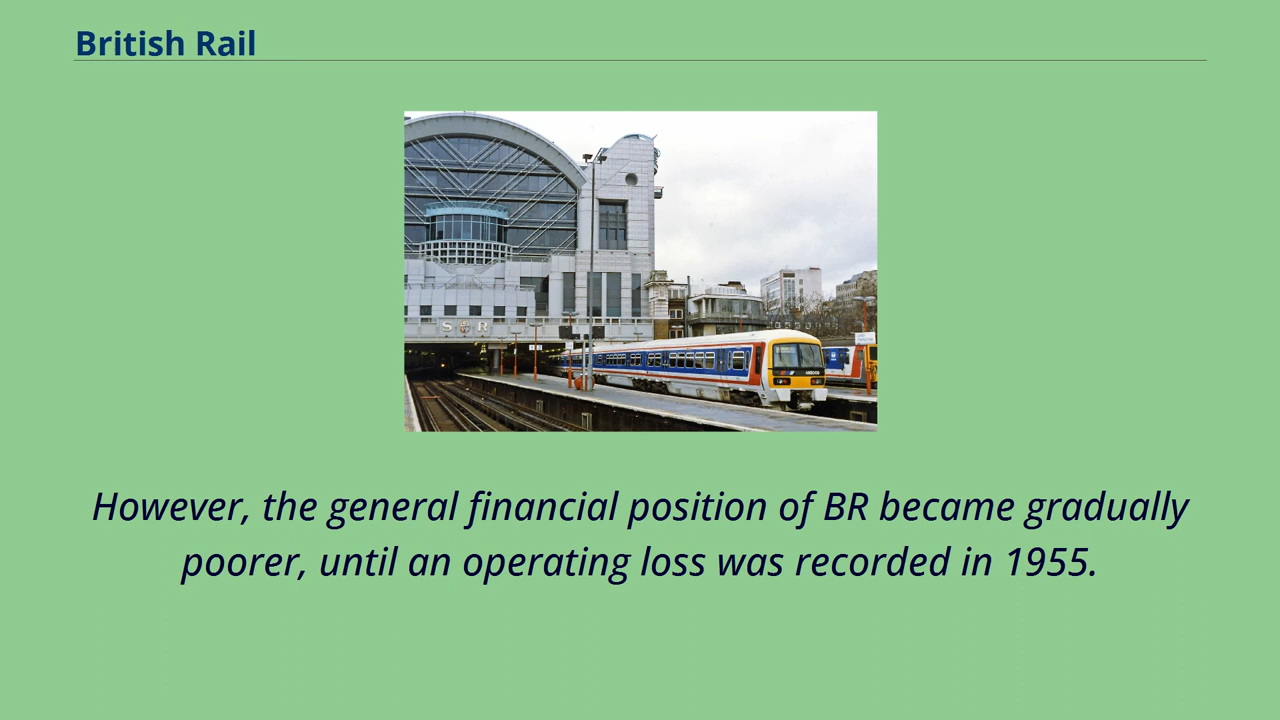 British Rail
S R
However, the general financial position of BR became gradually
poorer, until an operating loss was recorded in 1955.